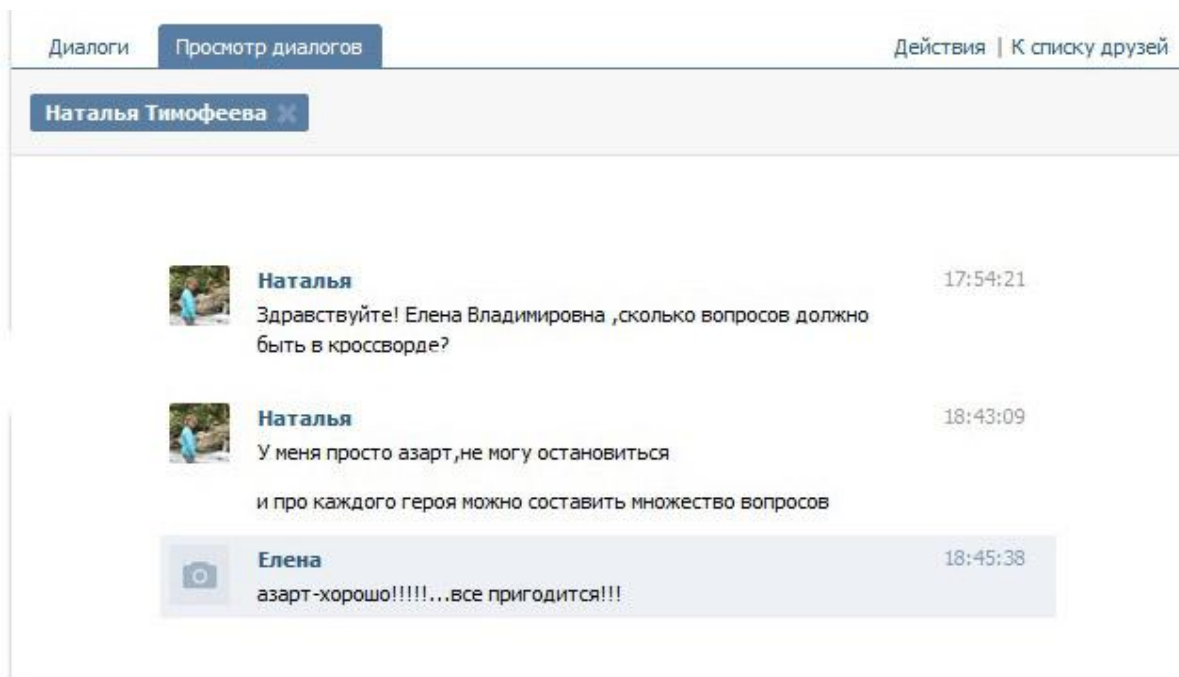 Диалоги Просмотр диалогов Действия | К списку друзей
Наталья Тимофеева
Наталья 17:54:21
Здравствуйте! Елена Владимировна ,сколько вопросов должно
быть в кроссворде?
Наталья 18:43:09
У меня просто азарт,не могу остановиться
и про каждого героя можно составить множество вопросов
Елена 18:45:38
азарт-хорошо!!!!!...все пригодится!!!